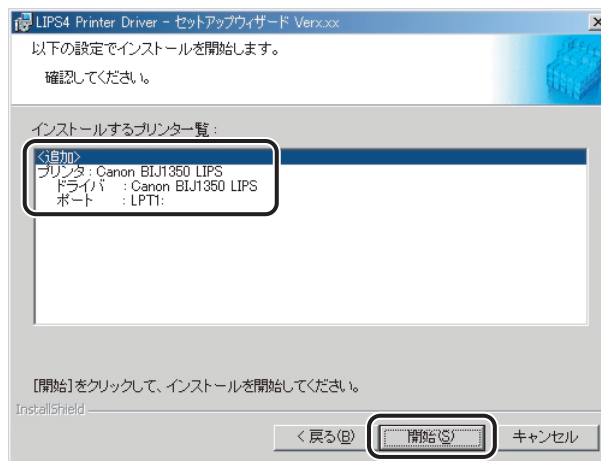 LIPS4 Printer Driver - セットアップウィザード Verx.xx
以下の設定でインストールを開始します。
確認してください。
インストールするプリンター覧:
<追加>
プリンタ : Canon BIJ1350 LIPS
ドライバ : Canon BIJ1350 LIPS
ポート : LPT1:
[開始]をクリックして、インストールを開始してください。
InstallShield
< 戻る(B)
開始(S)
キャンセル